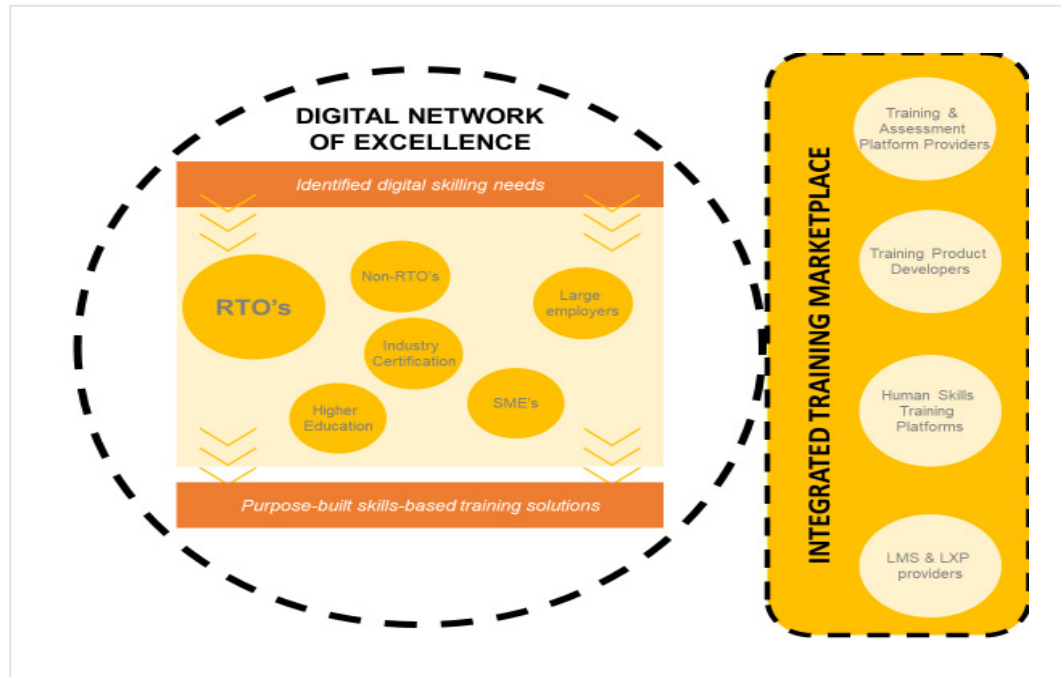 DIGITAL NETWORK
OF EXCELLENCE
Identified digital skilling needs
RTO's
Non-RTO's
Large
employers
Industry
Certification
Higher
Education
SME's
Purpose-built skills-based training solutions
INTEGRATED TRAINING MARKETPLACE
Training &
Assessment
Platform Providers
Training Product
Developers
Human Skills
Training
Platforms
LMS & LXP
providers